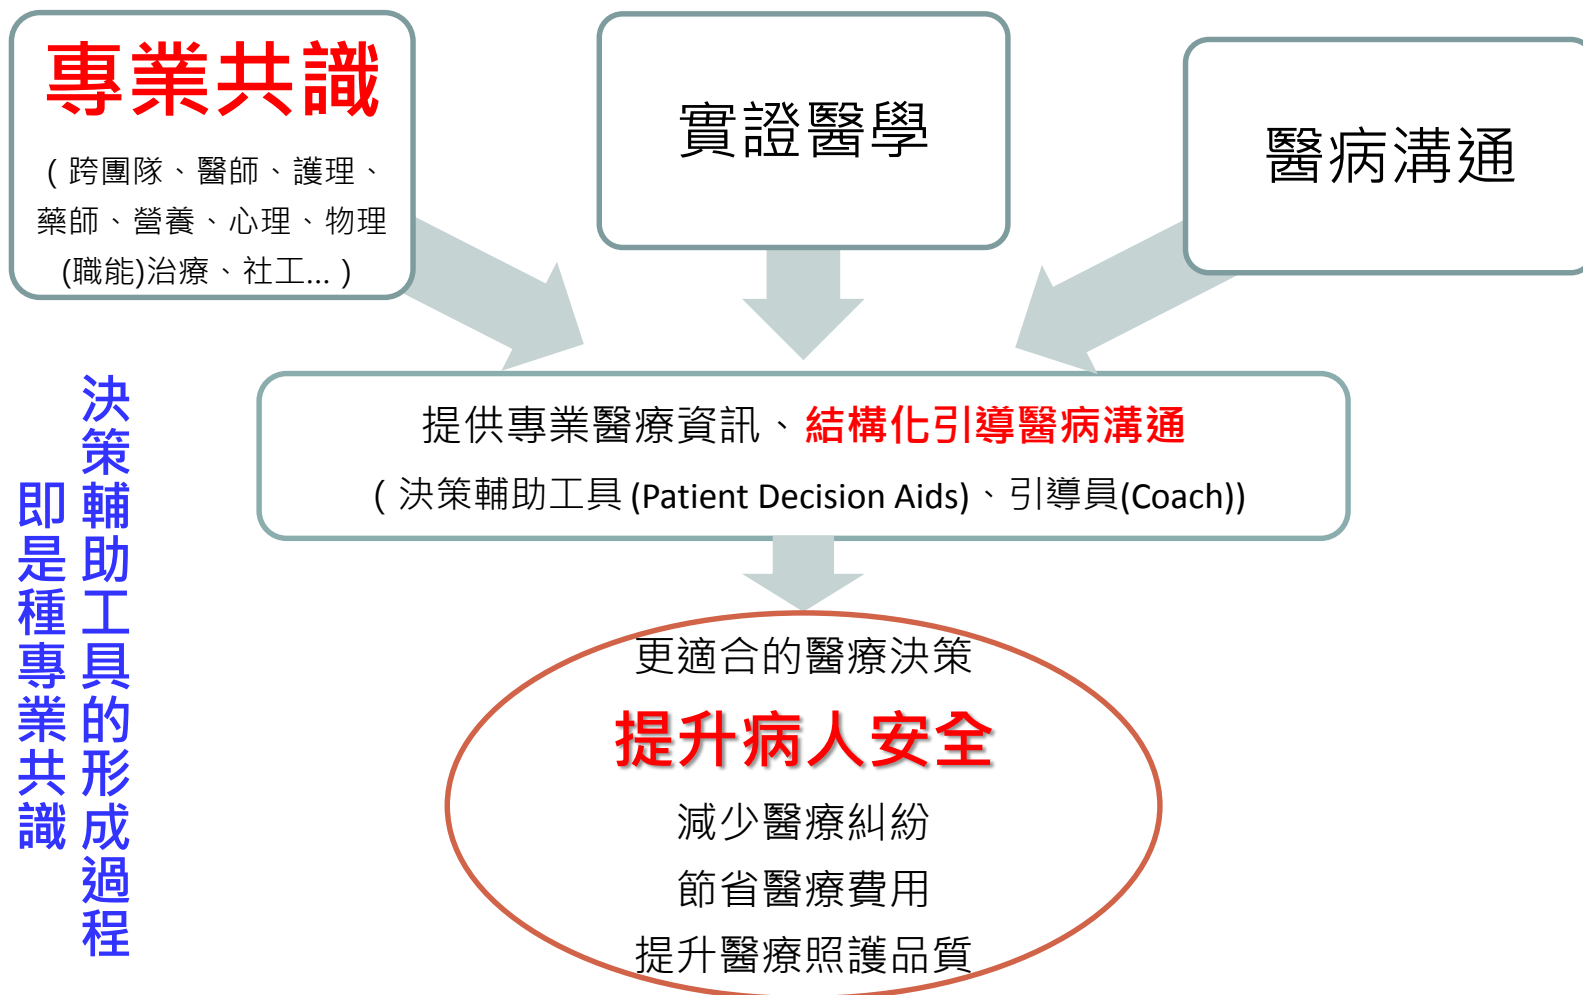 專業共識
( 跨團隊、醫師、護理、
藥師、營養、心理、物理
(職能)治療、社工... )
實證醫學
醫病溝通
提供專業醫療資訊、結構化引導醫病溝通
( 決策輔助工具 (Patient Decision Aids)、引導員(Coach))
決策輔助工具的形成過程
即是種專業共識
更適合的醫療決策
提升病人安全
減少醫療糾紛
節省醫療費用
提升醫療照護品質